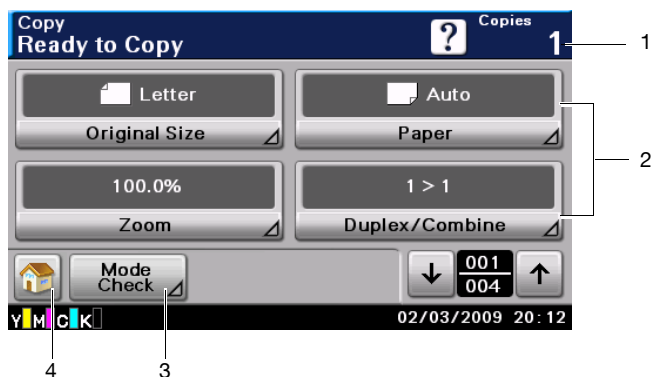 Copy
Ready to Copy
?
Copies
1
1
Letter
Auto
Original Size
Paper
2
100.0%
1 > 1
Zoom
Duplex/Combine
Mode
Check
001
004
Y M C K
02/03/2009 20:12
4
3